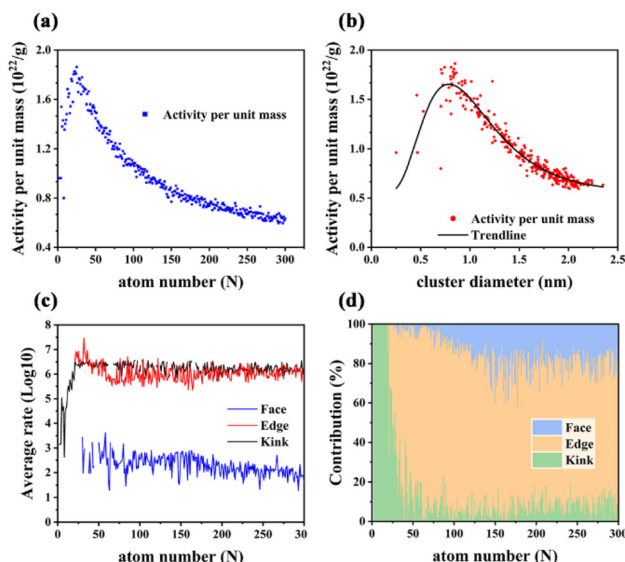 (a)
Activity per unit mass (10²²/g)
2.0
1.6
1.2
0.8
0.4
Activity per unit mass
0 50 100 150 200 250 300
atom number (N)
(b)
Activity per unit mass (10²²/g)
2.0
1.5
1.0
0.5
0.0
Activity per unit mass
Trendline
0.0 0.5 1.0 1.5 2.0 2.5
cluster diameter (nm)
(c)
Average rate (Log10)
10
9
8
7
6
5
4
3
2
1
0
Face
Edge
Kink
0 50 100 150 200 250 300
atom number (N)
(d)
Contribution (%)
100
80
60
40
20
0
Face
Edge
Kink
0 50 100 150 200 250 300
atom number (N)